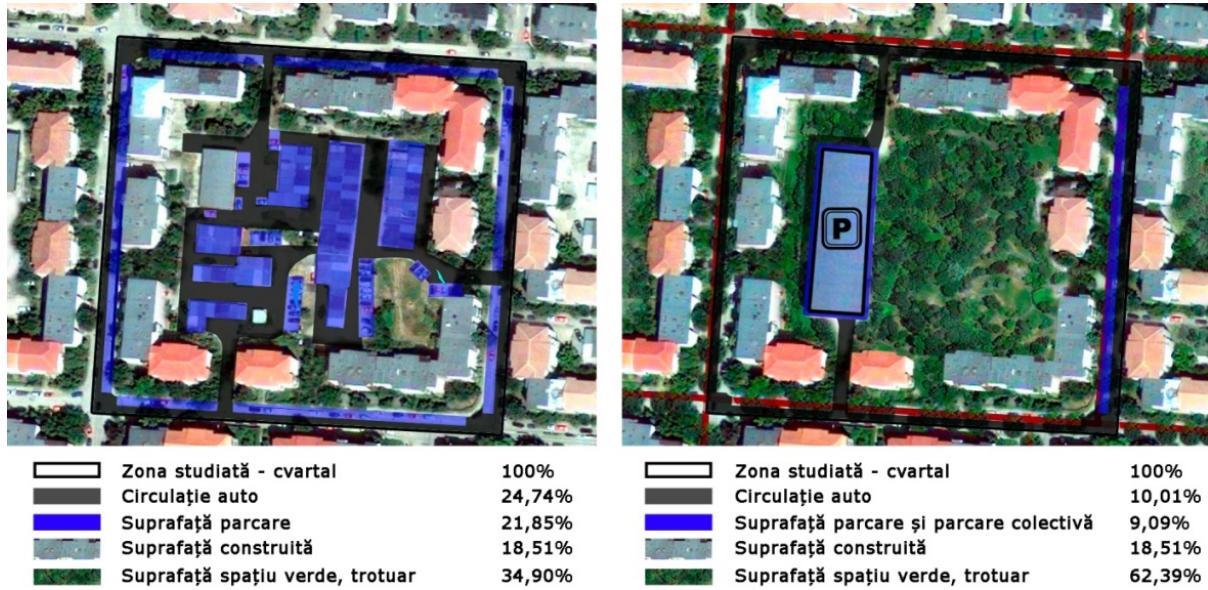 P
Zona studiată - cvartal 100%
Circulație auto 24,74%
Suprafață parcare 21,85%
Suprafață construită 18,51%
Suprafață spațiu verde, trotuar 34,90%
Zona studiată - cvartal 100%
Circulație auto 10,01%
Suprafață parcare și parcare colectivă 9,09%
Suprafață construită 18,51%
Suprafață spațiu verde, trotuar 62,39%